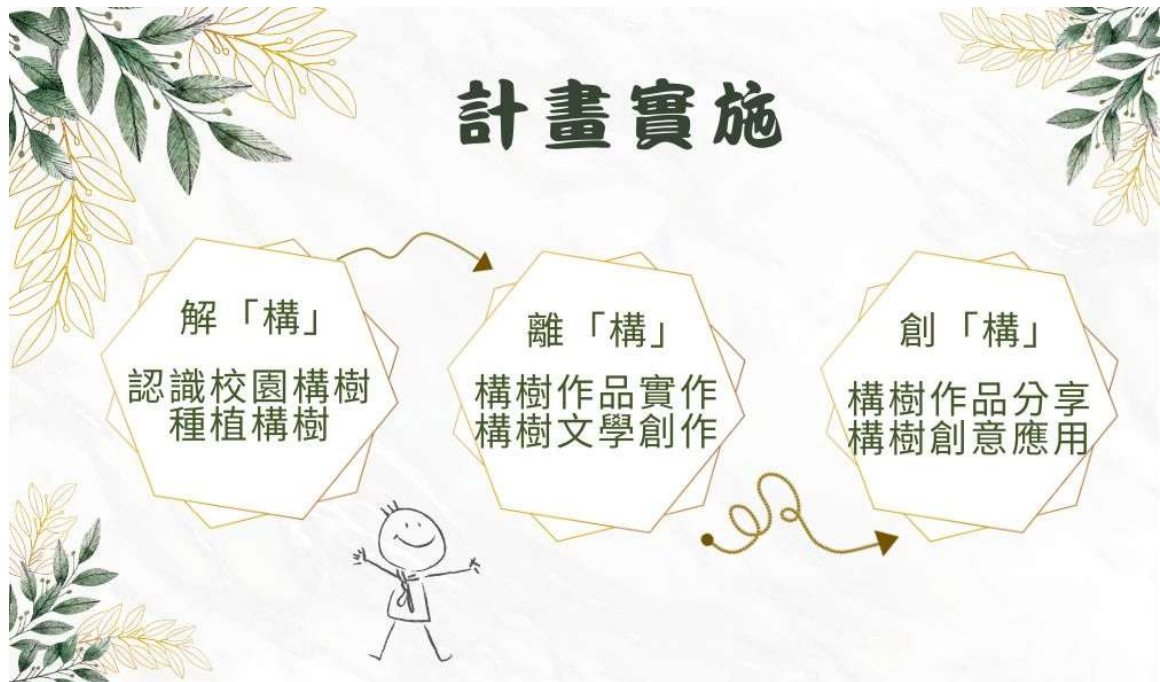 計畫實施
解「構」
認識校園構樹
種植構樹
離「構」
構樹作品實作
構樹文學創作
創「構」
構樹作品分享
構樹創意應用